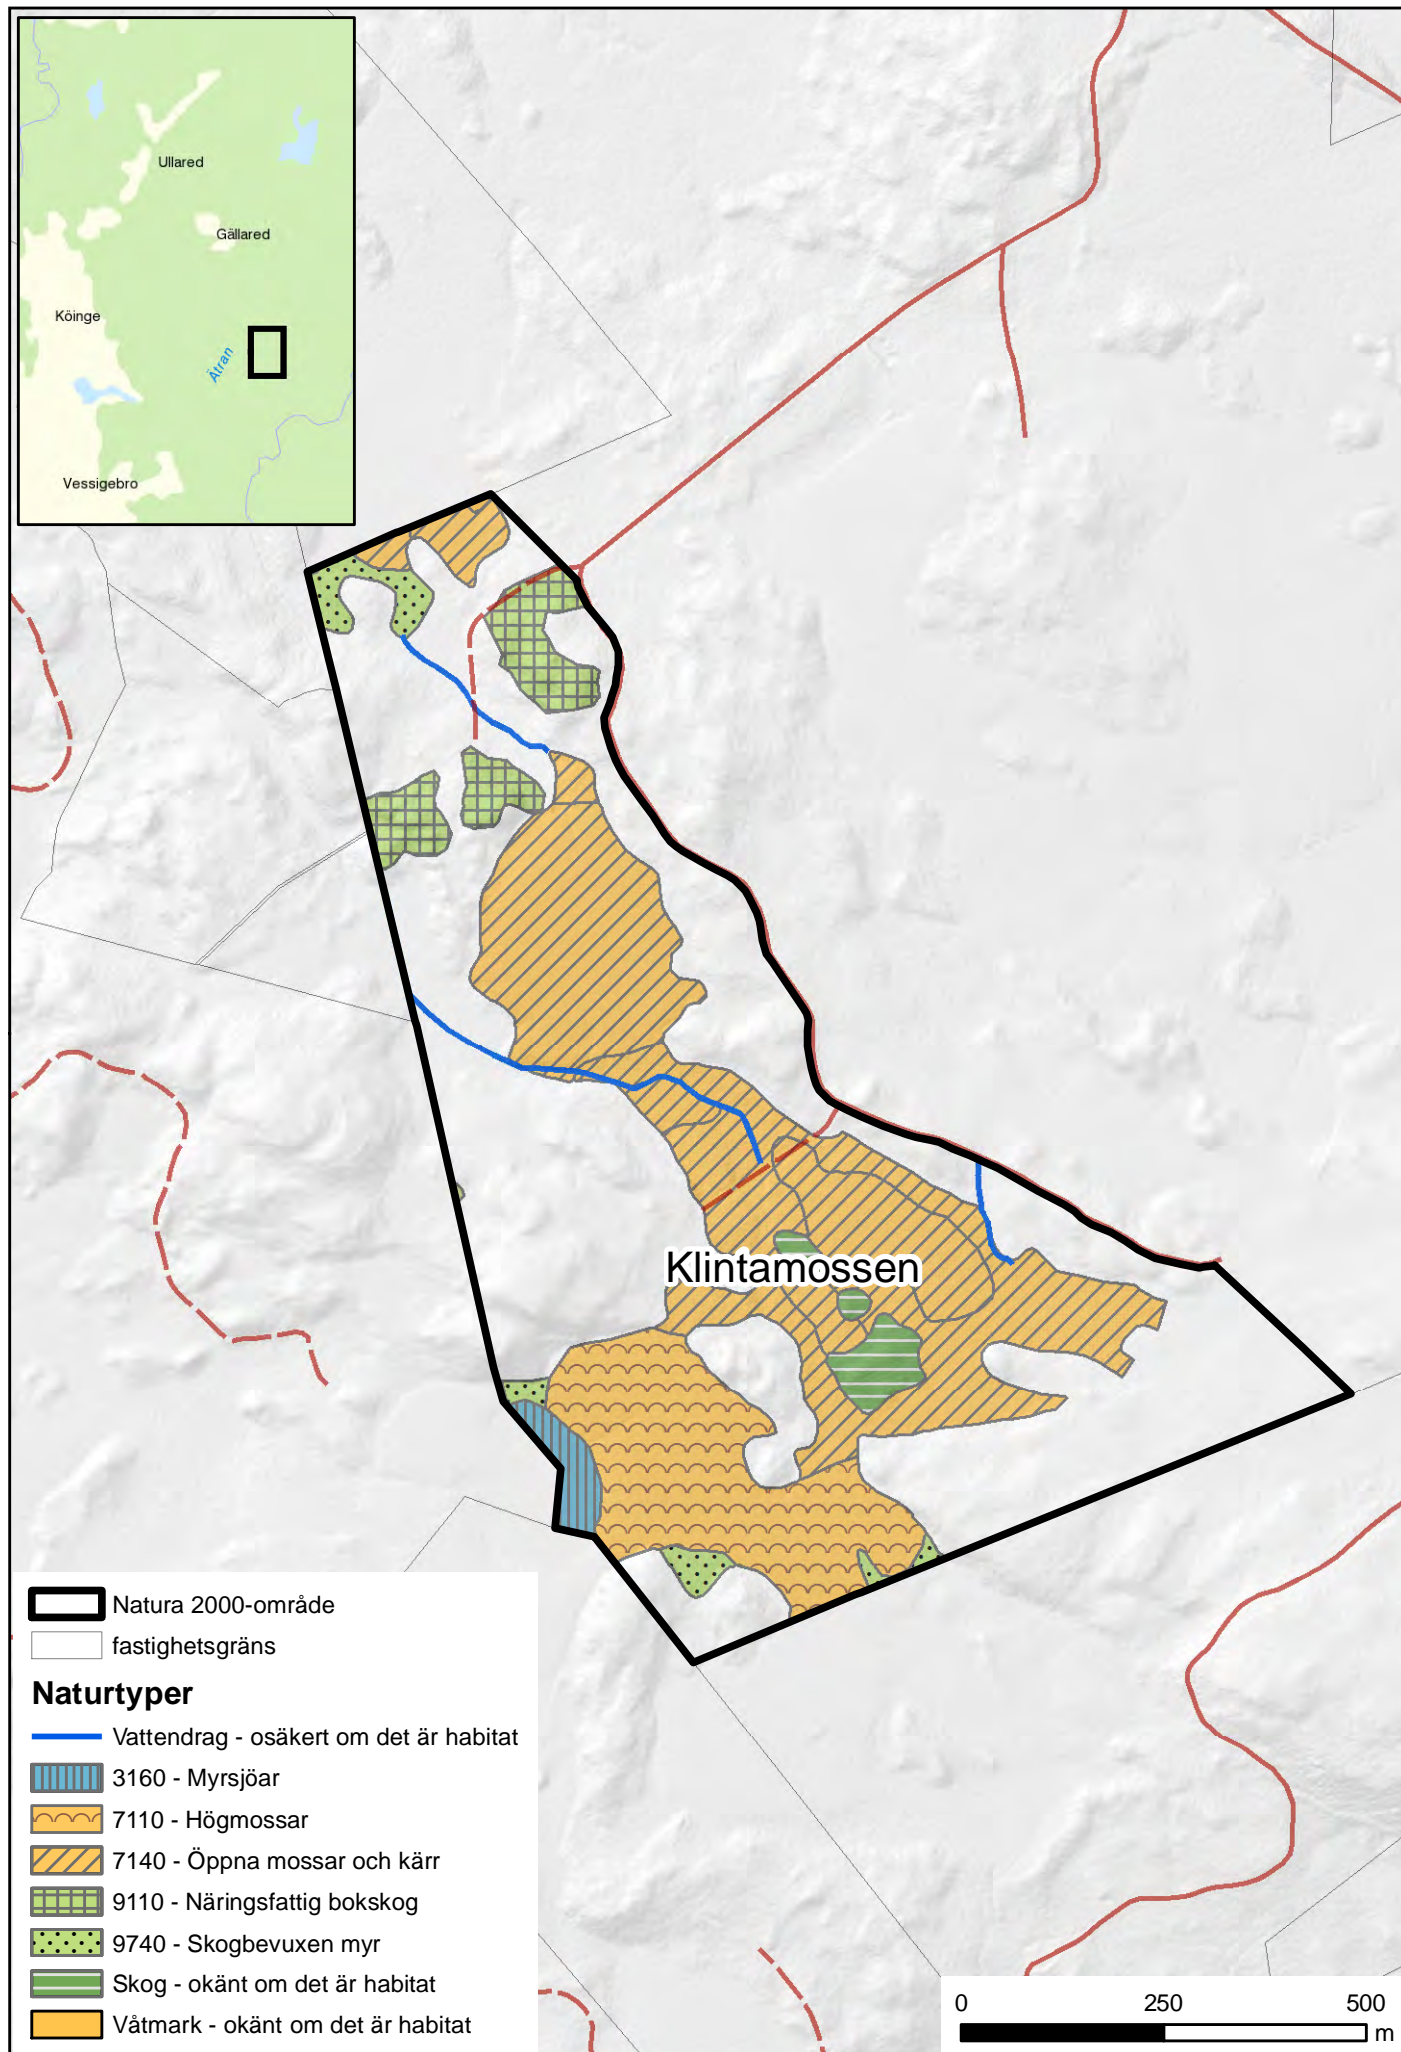 Ullared
Gällared
Köinge
Ätran
Vessigebro
Klintamossen
Natura 2000-område
fastighetsgräns
Naturtyper
Vattendrag - osäkert om det är habitat
3160 - Myrsjöar
7110 - Högmossar
7140 - Öppna mossar och kärr
9110 - Näringsfattig bokskog
9740 - Skogbevuxen myr
Skog - okänt om det är habitat
Våtmark - okänt om det är habitat
0 250 500
m